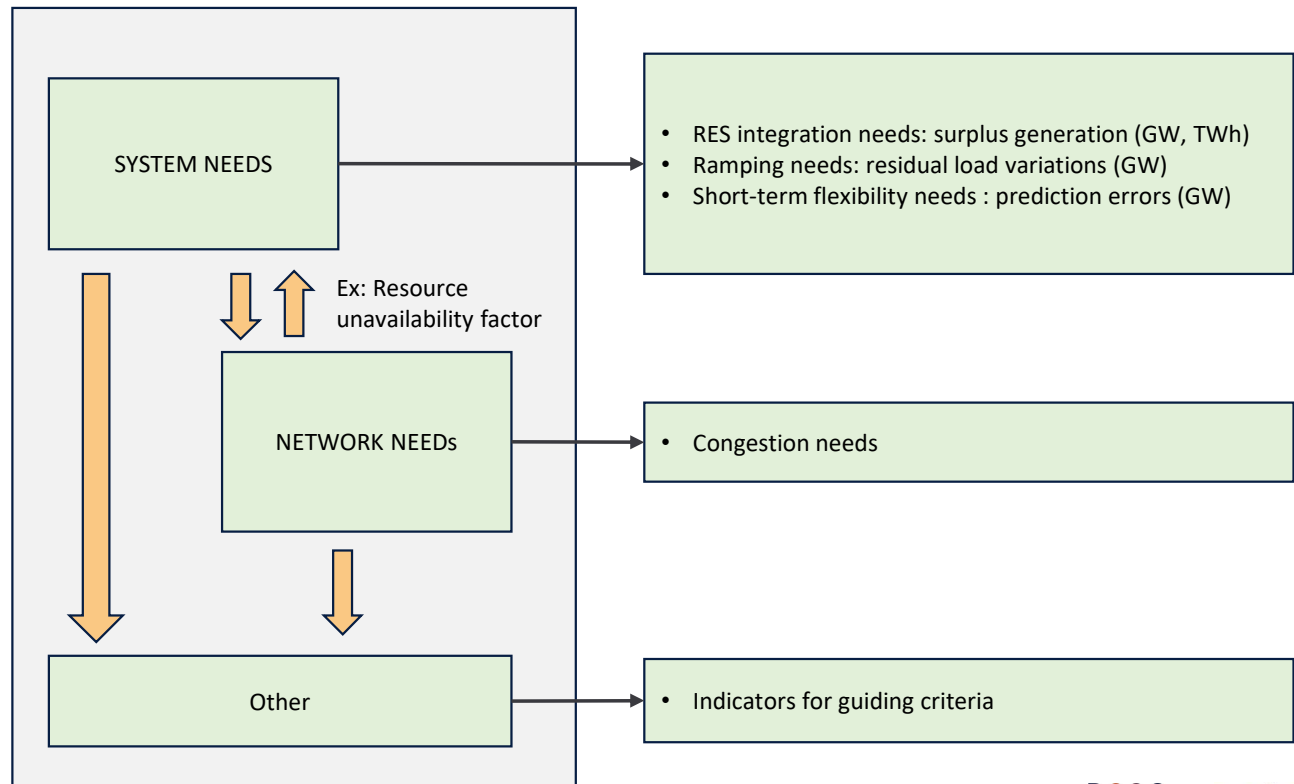 SYSTEM NEEDS
• RES integration needs: surplus generation (GW, TWh)
• Ramping needs: residual load variations (GW)
• Short-term flexibility needs : prediction errors (GW)
Ex: Resource
unavailability factor
NETWORK NEEDs
• Congestion needs
Other
• Indicators for guiding criteria